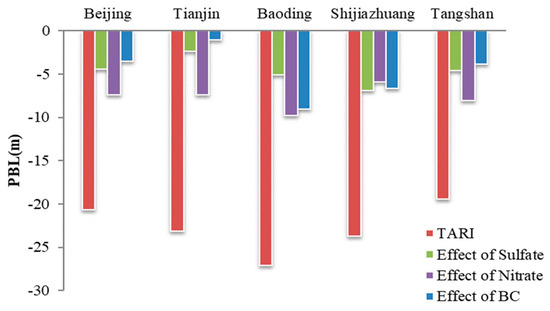 Beijing Tianjin Baoding Shijiazhuang Tangshan
PBL(m)
0
-5
-10
-15
-20
-25
-30
TARI
Effect of Sulfate
Effect of Nitrate
Effect of BC